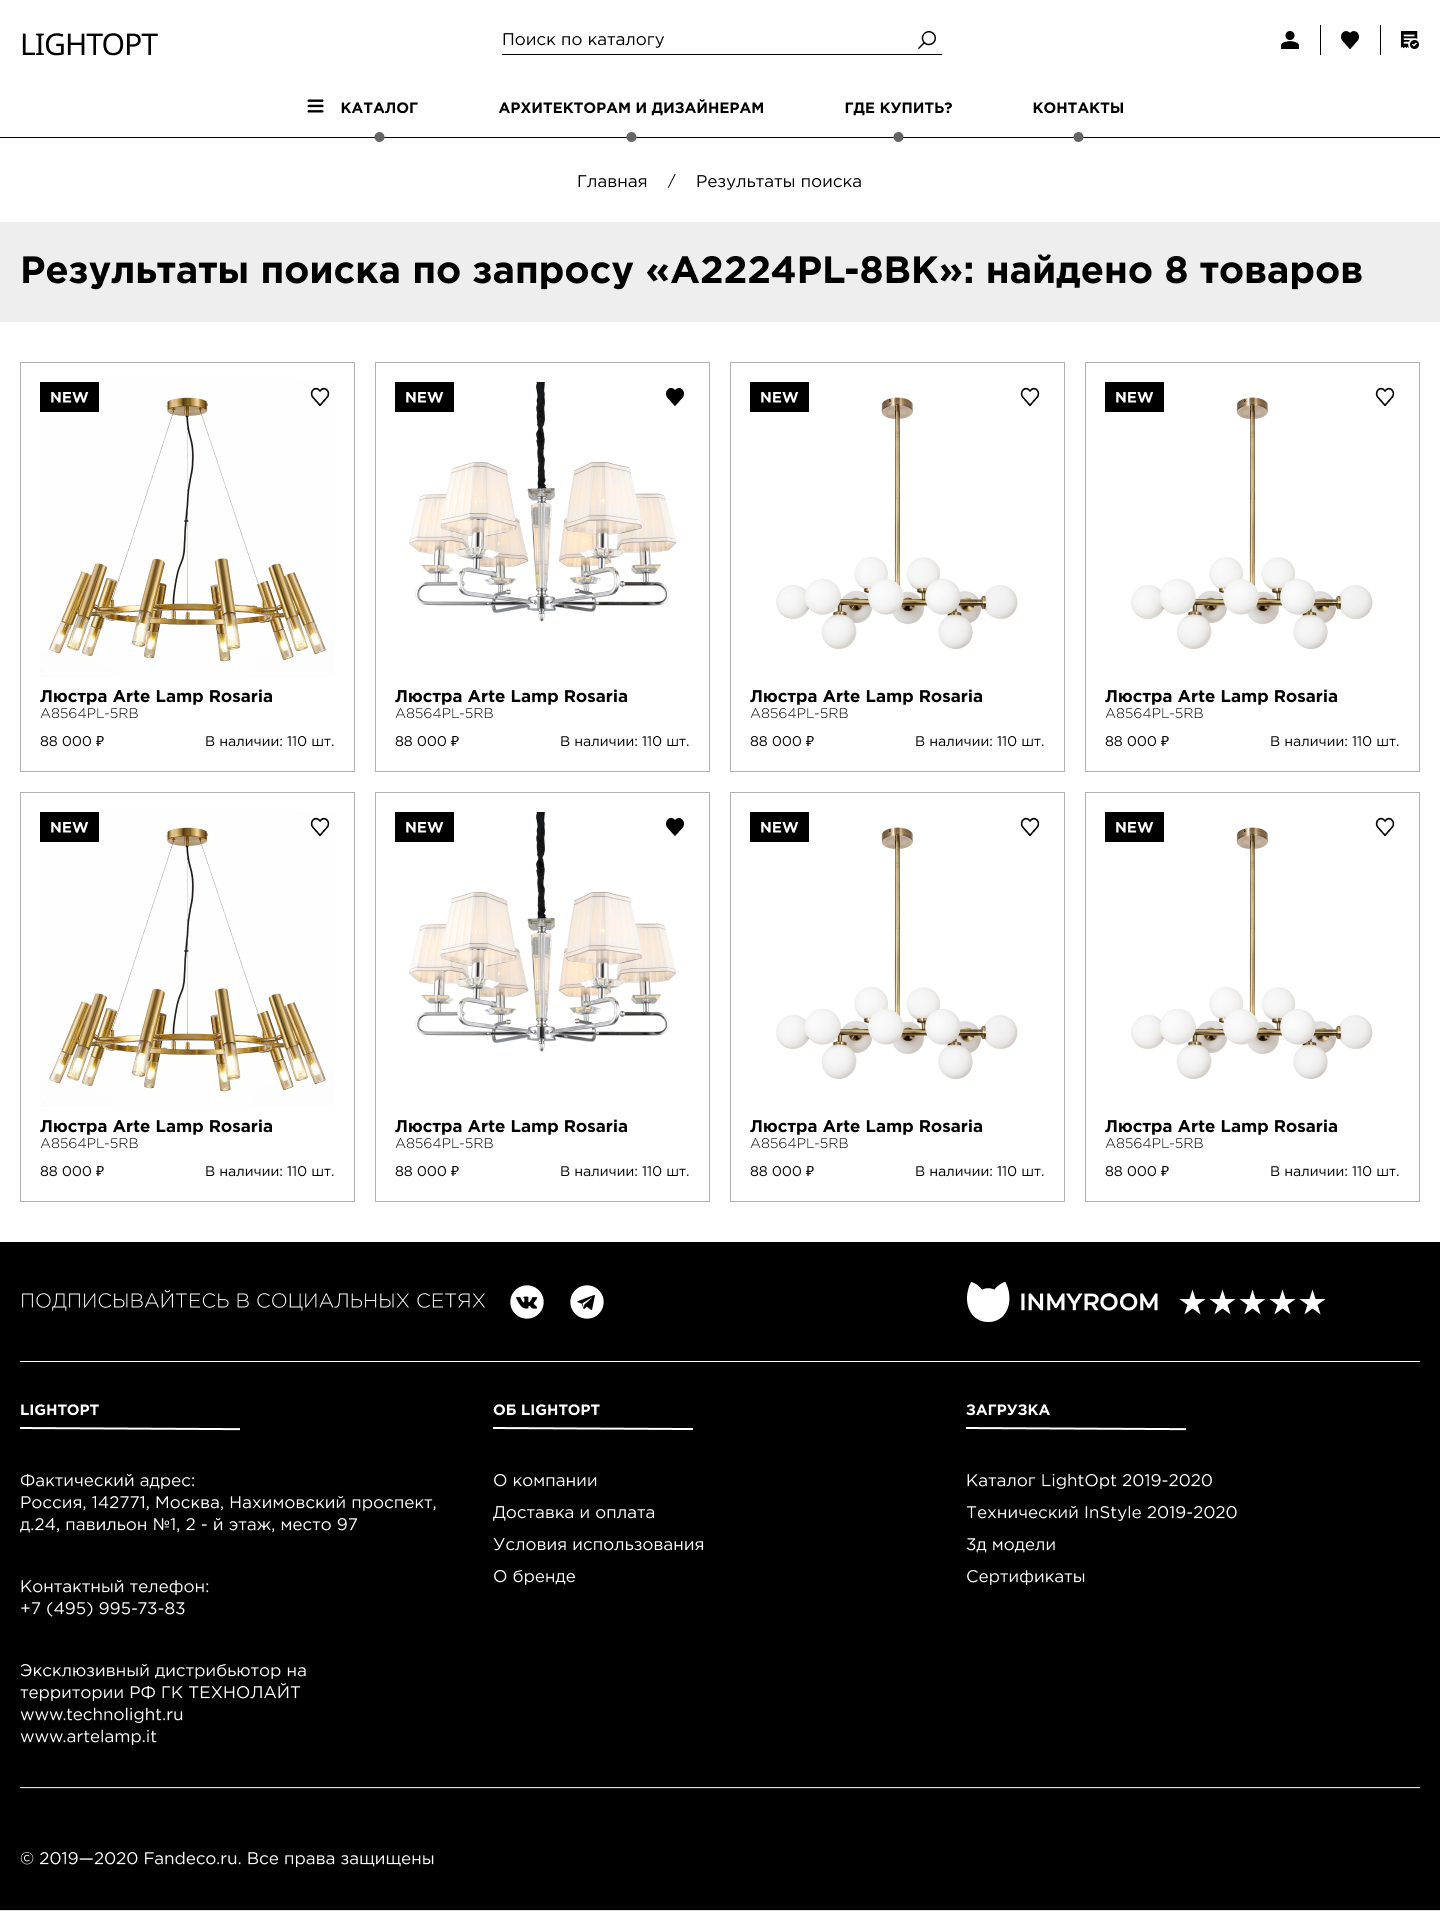 LIGHTOPT
Поиск по каталогу
КАТАЛОГ АРХИТЕКТОРАМ И ДИЗАЙНЕРАМ ГДЕ КУПИТЬ? КОНТАКТЫ
Главная / Результаты поиска
Результаты поиска по запросу «A2224PL-8BK»: найдено 8 товаров
NEW
Люстра Arte Lamp Rosaria
A8564PL-5RB
88 000 ₽ В наличии: 110 шт.
NEW
Люстра Arte Lamp Rosaria
A8564PL-5RB
88 000 ₽ В наличии: 110 шт.
NEW
Люстра Arte Lamp Rosaria
A8564PL-5RB
88 000 ₽ В наличии: 110 шт.
NEW
Люстра Arte Lamp Rosaria
A8564PL-5RB
88 000 ₽ В наличии: 110 шт.
NEW
Люстра Arte Lamp Rosaria
A8564PL-5RB
88 000 ₽ В наличии: 110 шт.
NEW
Люстра Arte Lamp Rosaria
A8564PL-5RB
88 000 ₽ В наличии: 110 шт.
NEW
Люстра Arte Lamp Rosaria
A8564PL-5RB
88 000 ₽ В наличии: 110 шт.
NEW
Люстра Arte Lamp Rosaria
A8564PL-5RB
88 000 ₽ В наличии: 110 шт.
ПОДПИСЫВАЙТЕСЬ В СОЦИАЛЬНЫХ СЕТЯХ
INMYROOM
LIGHTOPT
Фактический адрес:
Россия, 142771, Москва, Нахимовский проспект,
д.24, павильон №1, 2 - й этаж, место 97
Контактный телефон:
+7 (495) 995-73-83
Эксклюзивный дистрибьютор на
территории РФ ГК ТЕХНОЛАЙТ
www.technolight.ru
www.artelamp.it
ОБ LIGHTOPT
О компании
Доставка и оплата
Условия использования
О бренде
ЗАГРУЗКА
Каталог LightOpt 2019-2020
Технический InStyle 2019-2020
3д модели
Сертификаты
© 2019—2020 Fandeco.ru. Все права защищены